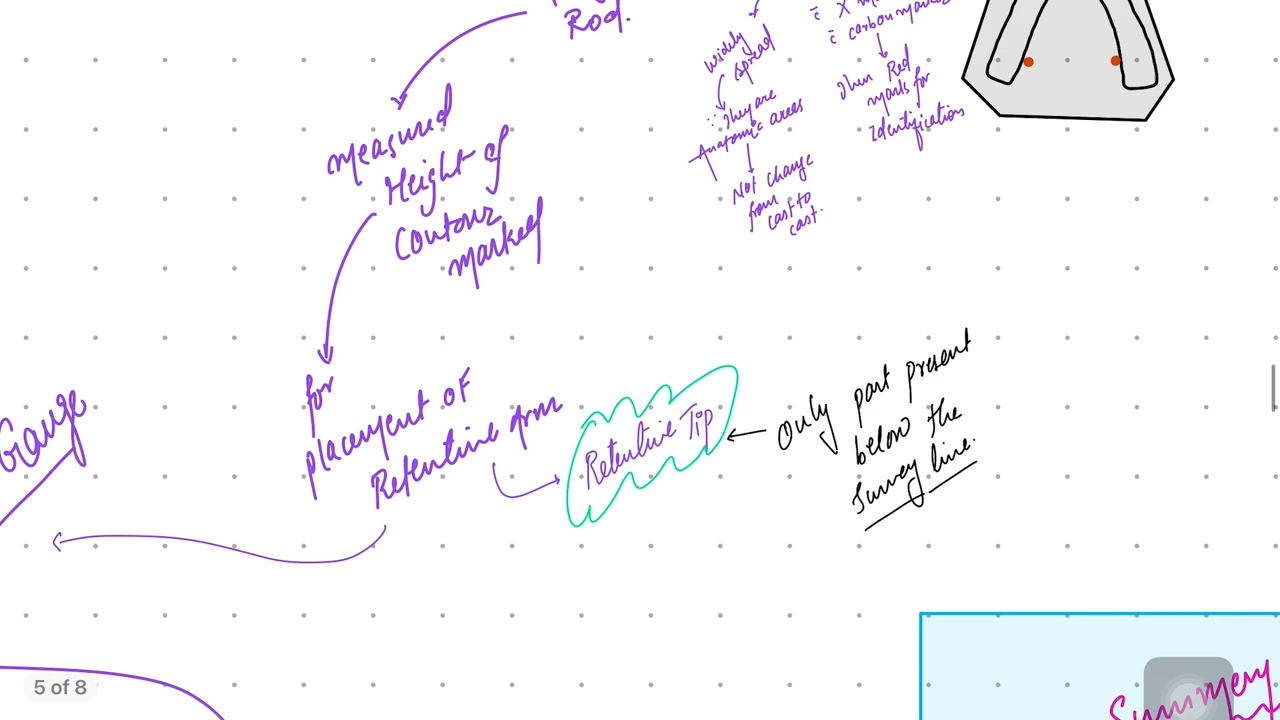 Rod.
measured
Height of
Contour
marked
for
placement of
Retentive Arm
Gauge
Retentive Tip
Only part present
below the
Survey line.
widely
spread
∵ They are
Anatomic areas
Not change
from
cast to
cast.
c̄ carbon marker
Then Red
marks for
Identification
5 of 8
Summery